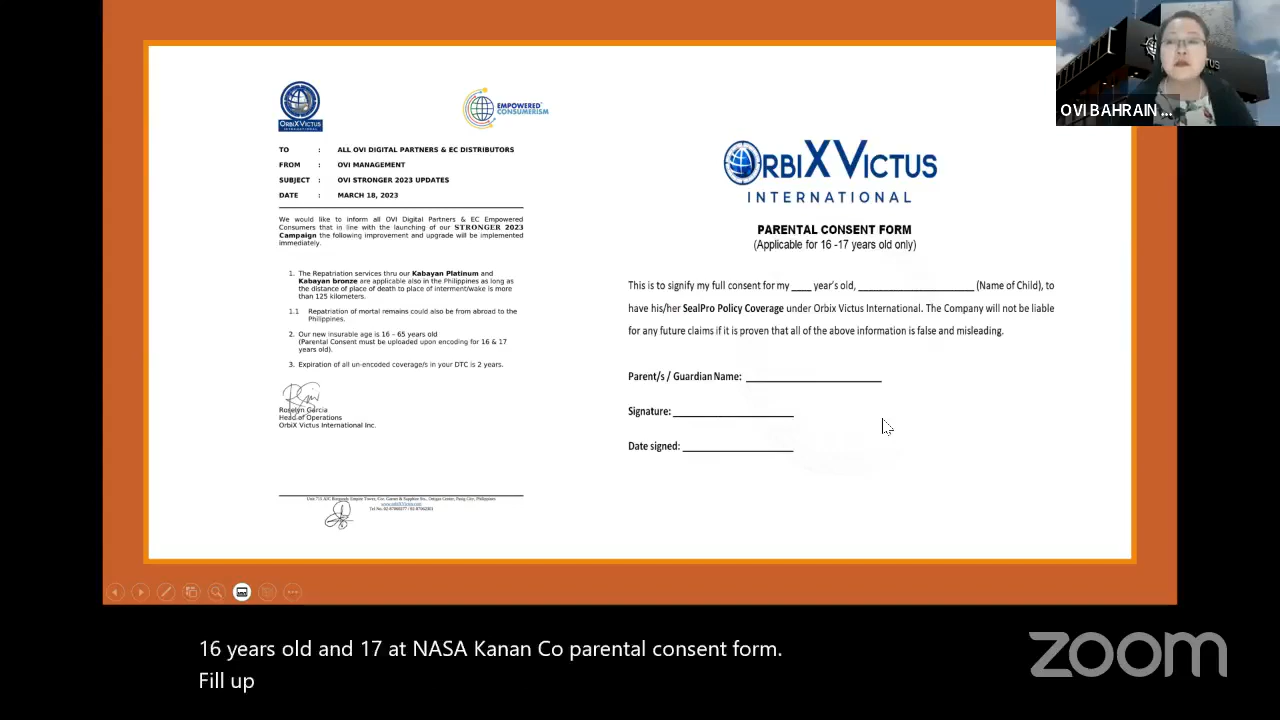 ORBIX VICTUS
INTERNATIONAL
EMPOWERED
CONSUMERISM
TO : ALL OVI DIGITAL PARTNERS & EC DISTRIBUTORS
FROM : OVI MANAGEMENT
SUBJECT : OVI STRONGER 2023 UPDATES
DATE : MARCH 18, 2023
We would like to inform all OVI Digital Partners & EC Empowered
Consumers that in line with the launching of our STRONGER 2023
Campaign the following improvement and upgrade will be implemented
immediately.
1. The Repatriation services thru our Kabayan Platinum and
Kabayan bronze are applicable also in the Philippines as long as
the distance of place of death to place of interment/wake is more
than 125 kilometers.
1.1 Repatriation of mortal remains could also be from abroad to the
Philippines.
2. Our new insurable age is 16 – 65 years old
(Parental Consent must be uploaded upon encoding for 16 & 17
years old).
3. Expiration of all un-encoded coverage/s in your DTC is 2 years.
Roselyn Garcia
Head of Operations
OrbiX Victus International Inc.
ORBIX VICTUS
INTERNATIONAL
PARENTAL CONSENT FORM
(Applicable for 16 -17 years old only)
This is to signify my full consent for my ____ year's old, ______________________ (Name of Child), to
have his/her SealPro Policy Coverage under Orbix Victus International. The Company will not be liable
for any future claims if it is proven that all of the above information is false and misleading.
Parent/s / Guardian Name: ______________________
Signature: ____________________
Date signed: __________________
OVI BAHRAIN ...
16 years old and 17 at NASA Kanan Co parental consent form.
Fill up
zoom